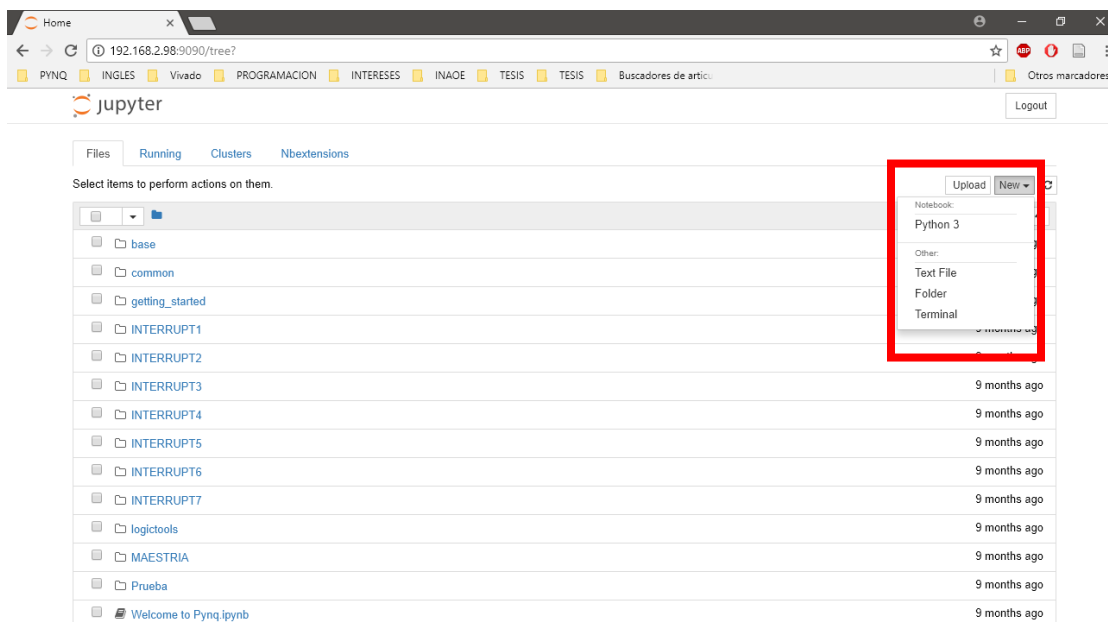 Home
192.168.2.98:9090/tree?
ABP
PYNQ INGLES Vivado PROGRAMACION INTERESES INAOE TESIS TESIS Buscadores de articu Otros marcadores
jupyter Logout
Files Running Clusters Nbextensions
Select items to perform actions on them. Upload New
Notebook:
Python 3
Other:
Text File
Folder
Terminal
base
common
getting_started
INTERRUPT1
INTERRUPT2
INTERRUPT3 9 months ago
INTERRUPT4 9 months ago
INTERRUPT5 9 months ago
INTERRUPT6 9 months ago
INTERRUPT7 9 months ago
logictools 9 months ago
MAESTRIA 9 months ago
Prueba 9 months ago
Welcome to Pynq.ipynb 9 months ago